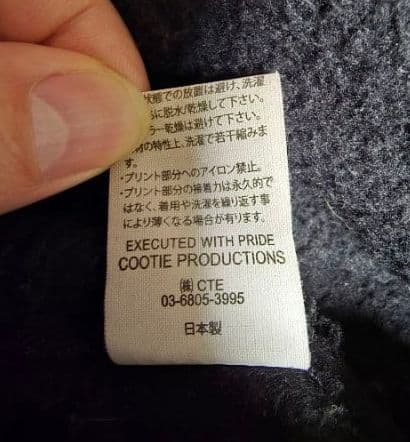 状態での放置は避け、洗濯
に脱水/乾燥して下さい。
ラー乾燥は避けて下さい。
材の特性上、洗濯で若干縮みま
す。
・プリント部分へのアイロン禁止。
・プリント部分の接着力は永久的で
はなく、着用や洗濯を繰り返す事
により薄くなる場合が有ります。
EXECUTED WITH PRIDE
COOTIE PRODUCTIONS
㈱ CTE
03-6805-3995
日本製